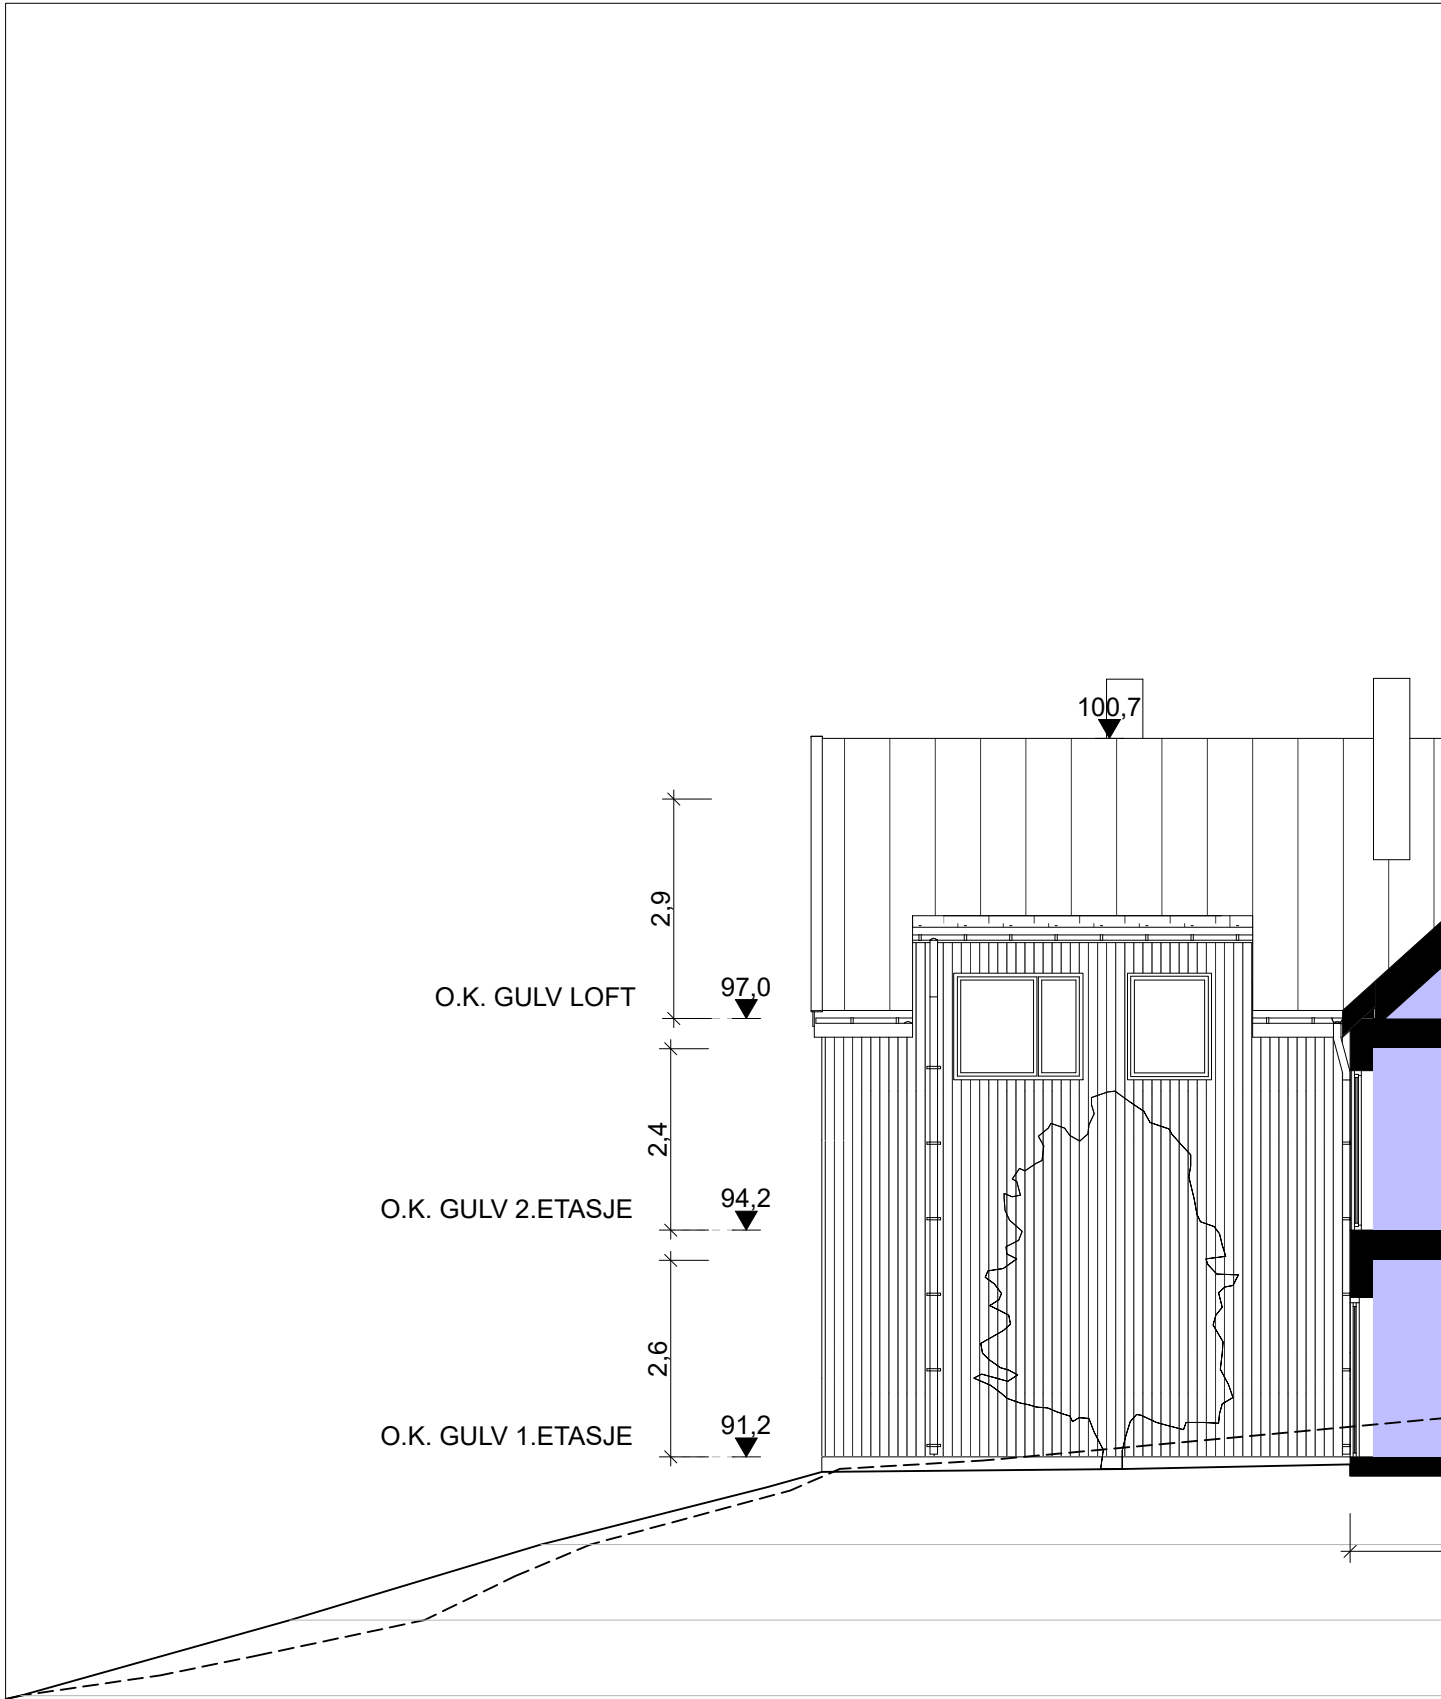 100,7
2,9
O.K. GULV LOFT 97,0
2,4
O.K. GULV 2.ETASJE 94,2
2,6
O.K. GULV 1.ETASJE 91,2